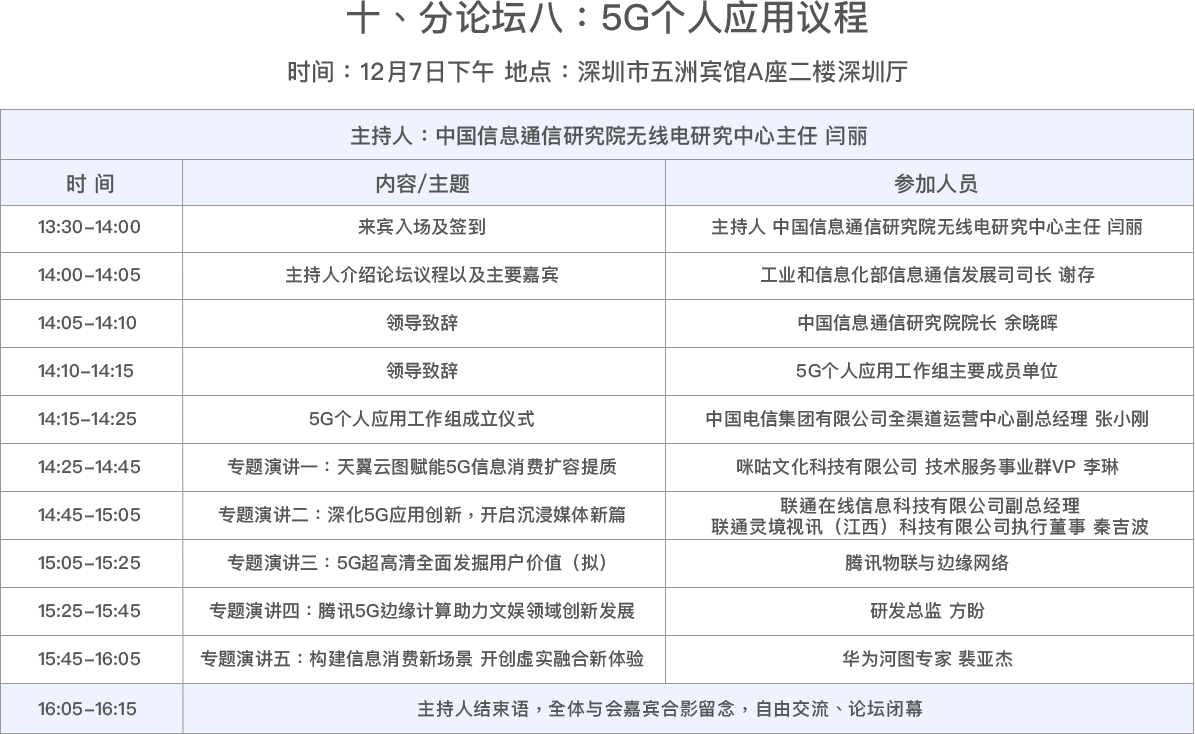 十、分论坛八：5G个人应用议程
时间：12月7日下午 地点：深圳市五洲宾馆A座二楼深圳厅
主持人：中国信息通信研究院无线电研究中心主任 闫丽
时 间 内容/主题 参加人员
13:30-14:00 来宾入场及签到 主持人 中国信息通信研究院无线电研究中心主任 闫丽
14:00-14:05 主持人介绍论坛议程以及主要嘉宾 工业和信息化部信息通信发展司司长 谢存
14:05-14:10 领导致辞 中国信息通信研究院院长 余晓晖
14:10-14:15 领导致辞 5G个人应用工作组主要成员单位
14:15-14:25 5G个人应用工作组成立仪式 中国电信集团有限公司全渠道运营中心副总经理 张小刚
14:25-14:45 专题演讲一：天翼云图赋能5G信息消费扩容提质 咪咕文化科技有限公司 技术服务事业群VP 李琳
14:45-15:05 专题演讲二：深化5G应用创新，开启沉浸媒体新篇 联通在线信息科技有限公司副总经理
联通灵境视讯（江西）科技有限公司执行董事 秦吉波
15:05-15:25 专题演讲三：5G超高清全面发掘用户价值（拟） 腾讯物联与边缘网络
15:25-15:45 专题演讲四：腾讯5G边缘计算助力文娱领域创新发展 研发总监 方盼
15:45-16:05 专题演讲五：构建信息消费新场景 开创虚实融合新体验 华为河图专家 裴亚杰
16:05-16:15 主持人结束语，全体与会嘉宾合影留念，自由交流、论坛闭幕